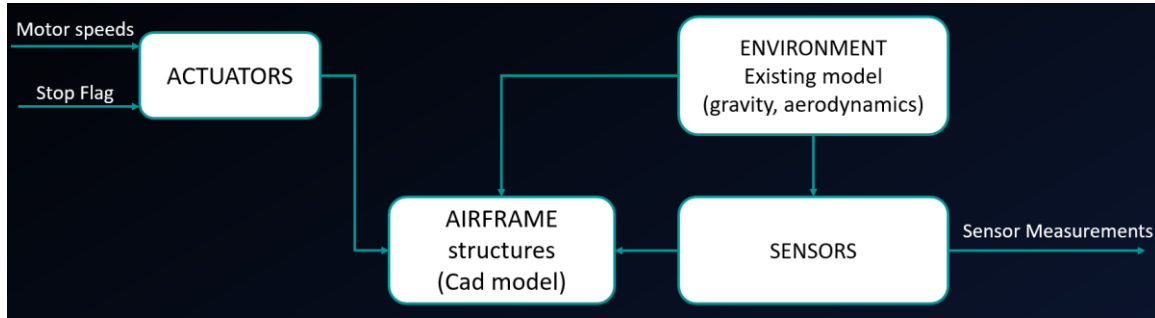 Motor speeds
Stop Flag
ACTUATORS
ENVIRONMENT
Existing model
(gravity, aerodynamics)
AIRFRAME
structures
(Cad model)
SENSORS
Sensor Measurements